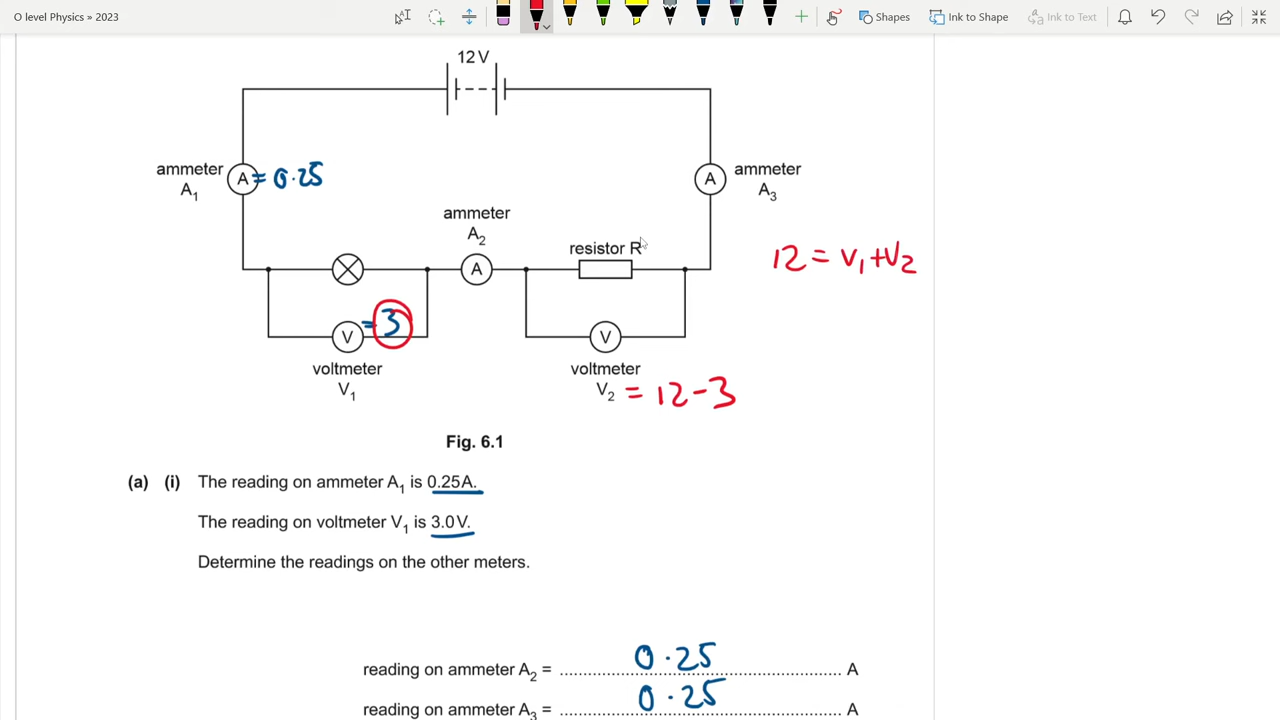 O level Physics » 2023
Shapes
Ink to Shape
Ink to Text
12 V
ammeter
A1
A = 0.25
A
ammeter
A3
ammeter
A2
A
resistor R
12 = V1+V2
V = 3
V
voltmeter
V1
voltmeter
V2 = 12-3
Fig. 6.1
(a) (i) The reading on ammeter A1 is 0.25A.
The reading on voltmeter V1 is 3.0V.
Determine the readings on the other meters.
reading on ammeter A2 = 0.25 A
reading on ammeter A3 = 0.25 A